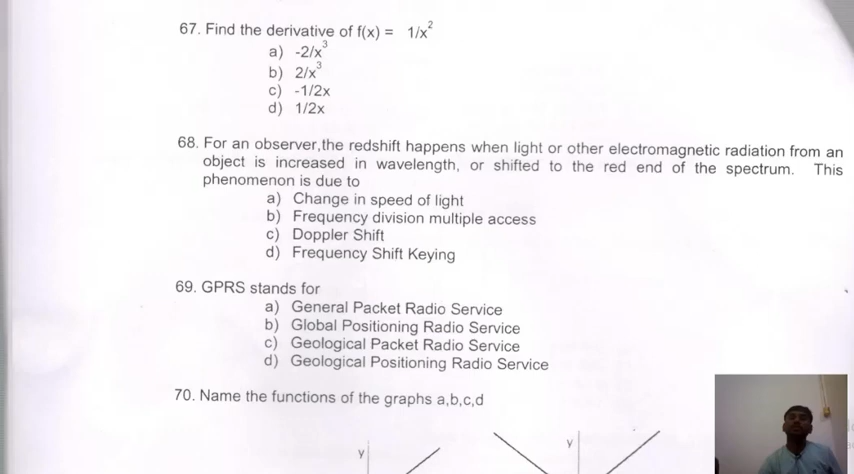 67. Find the derivative of f(x) = 1/x²
a) -2/x³
b) 2/x³
c) -1/2x
d) 1/2x
68. For an observer,the redshift happens when light or other electromagnetic radiation from an
object is increased in wavelength, or shifted to the red end of the spectrum. This
phenomenon is due to
a) Change in speed of light
b) Frequency division multiple access
c) Doppler Shift
d) Frequency Shift Keying
69. GPRS stands for
a) General Packet Radio Service
b) Global Positioning Radio Service
c) Geological Packet Radio Service
d) Geological Positioning Radio Service
70. Name the functions of the graphs a,b,c,d
y y